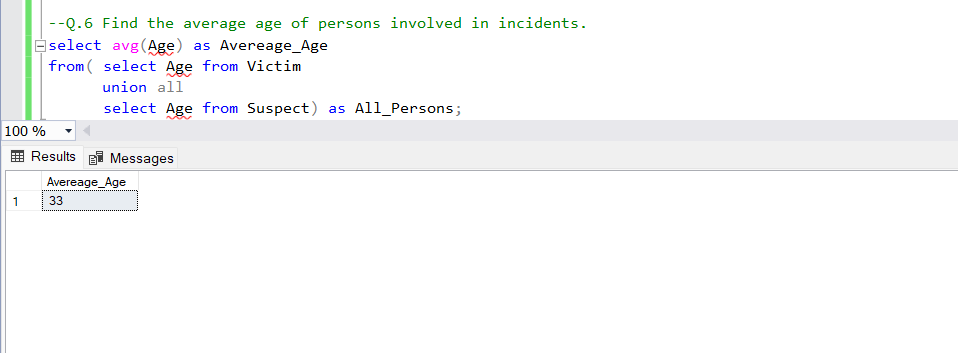 --Q.6 Find the average age of persons involved in incidents.
select avg(Age) as Avereage_Age
from( select Age from Victim
union all
select Age from Suspect) as All_Persons;
100 %
Results Messages
Avereage_Age
1 33